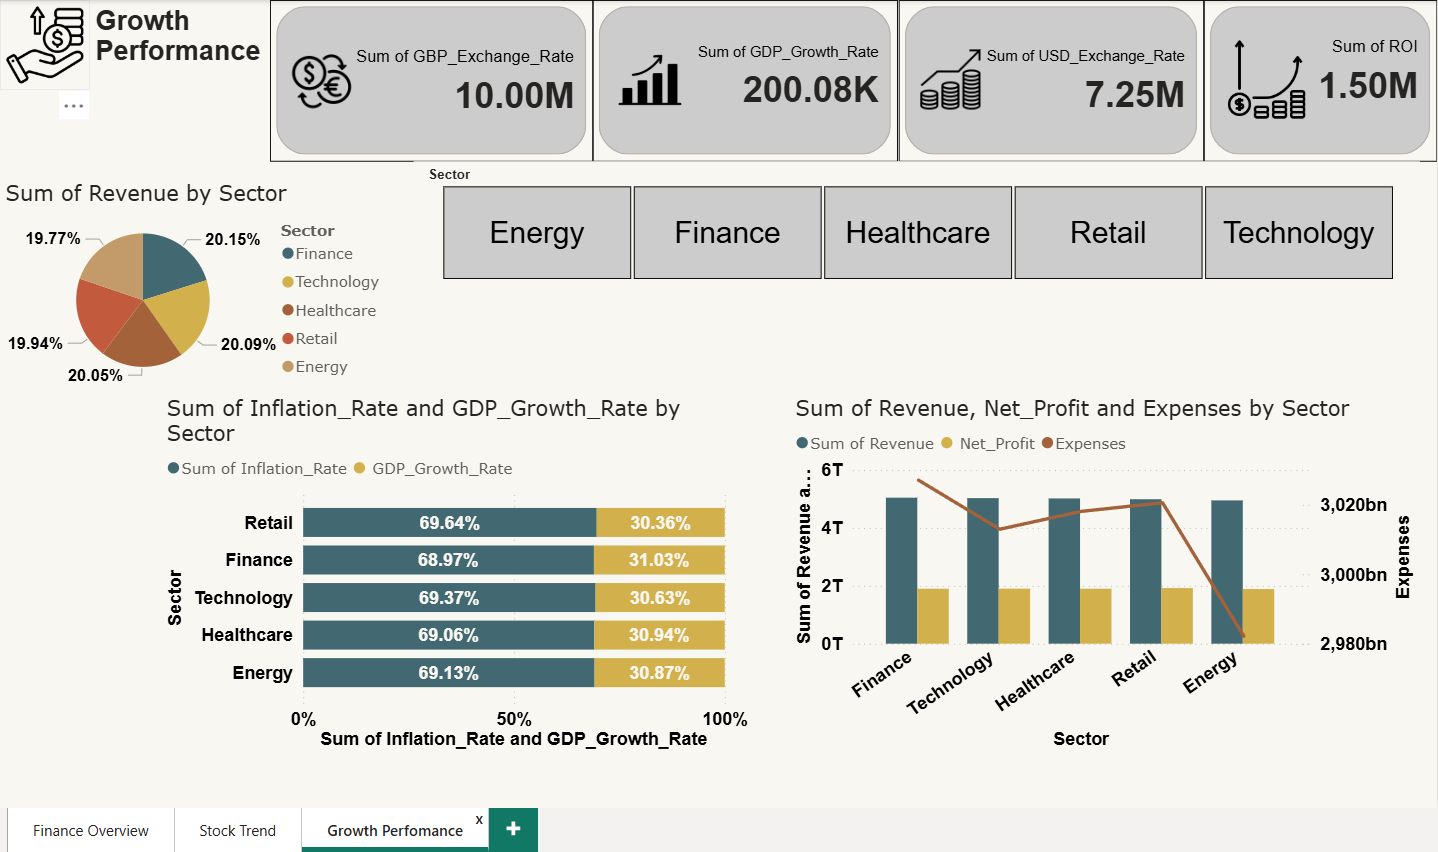 Growth
Performance
...
Sum of GBP_Exchange_Rate
10.00M
Sum of GDP_Growth_Rate
200.08K
Sum of USD_Exchange_Rate
7.25M
Sum of ROI
1.50M
Sector
Energy
Finance
Healthcare
Retail
Technology
Sum of Revenue by Sector
19.77%
20.15%
19.94%
20.09%
20.05%
Sector
Finance
Technology
Healthcare
Retail
Energy
Sum of Inflation_Rate and GDP_Growth_Rate by
Sector
Sum of Inflation_Rate
GDP_Growth_Rate
Sector
Retail
69.64%
30.36%
Finance
68.97%
31.03%
Technology
69.37%
30.63%
Healthcare
69.06%
30.94%
Energy
69.13%
30.87%
0%
50%
100%
Sum of Inflation_Rate and GDP_Growth_Rate
Sum of Revenue, Net_Profit and Expenses by Sector
Sum of Revenue
Net_Profit
Expenses
Sum of Revenue a...
6T
4T
2T
0T
3,020bn
3,000bn
2,980bn
Expenses
Finance
Technology
Healthcare
Retail
Energy
Sector
Finance Overview
Stock Trend
Growth Perfomance
x
+